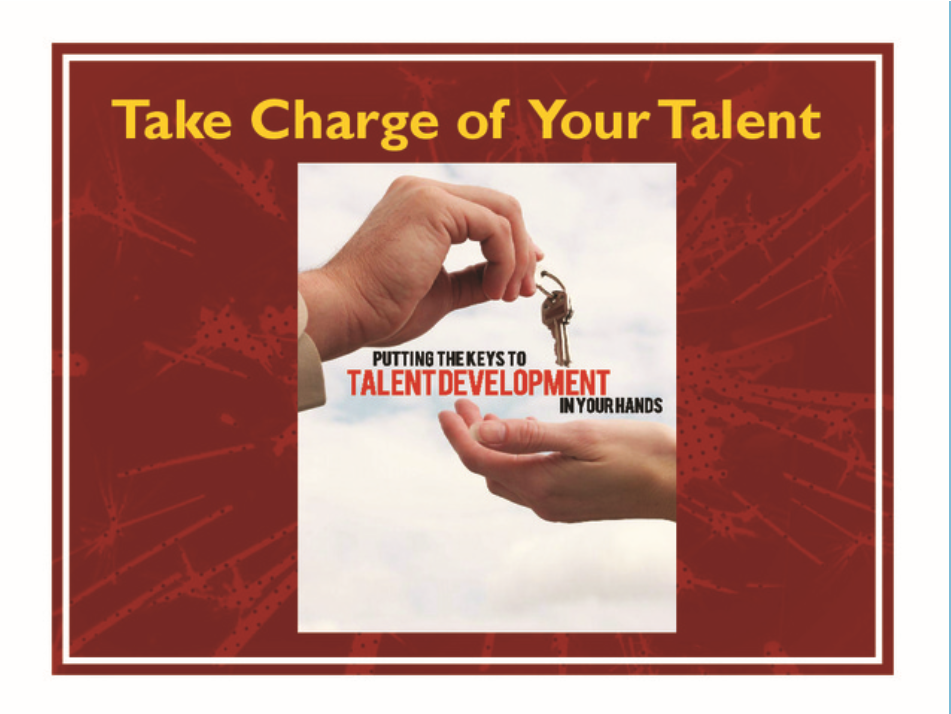 Take Charge of Your Talent
PUTTING THE KEYS TO
TALENT DEVELOPMENT
IN YOUR HANDS